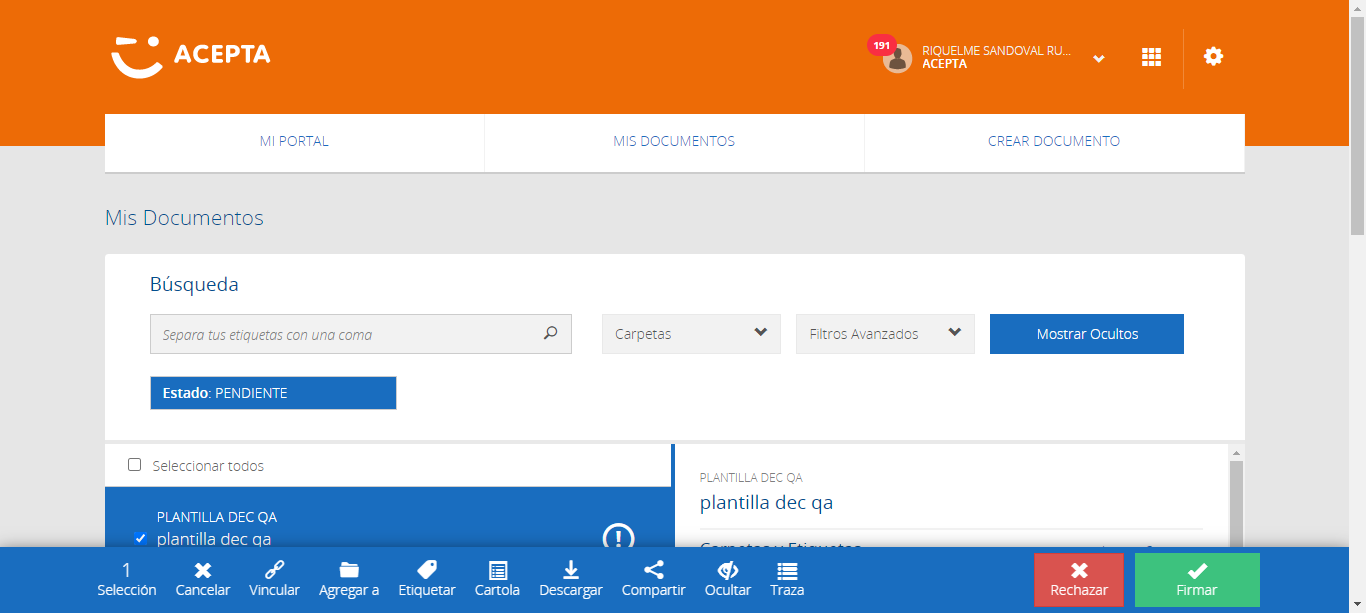 ACEPTA
191
RIQUELME SANDOVAL RU...
ACEPTA
MI PORTAL
MIS DOCUMENTOS
CREAR DOCUMENTO
Mis Documentos
Búsqueda
Separa tus etiquetas con una coma
Carpetas
Filtros Avanzados
Mostrar Ocultos
Estado: PENDIENTE
Seleccionar todos
PLANTILLA DEC QA
plantilla dec qa
PLANTILLA DEC QA
plantilla dec qa
Carpetas y Etiquetas
1
Selección
Cancelar
Vincular
Agregar a
Etiquetar
Cartola
Descargar
Compartir
Ocultar
Traza
Rechazar
Firmar